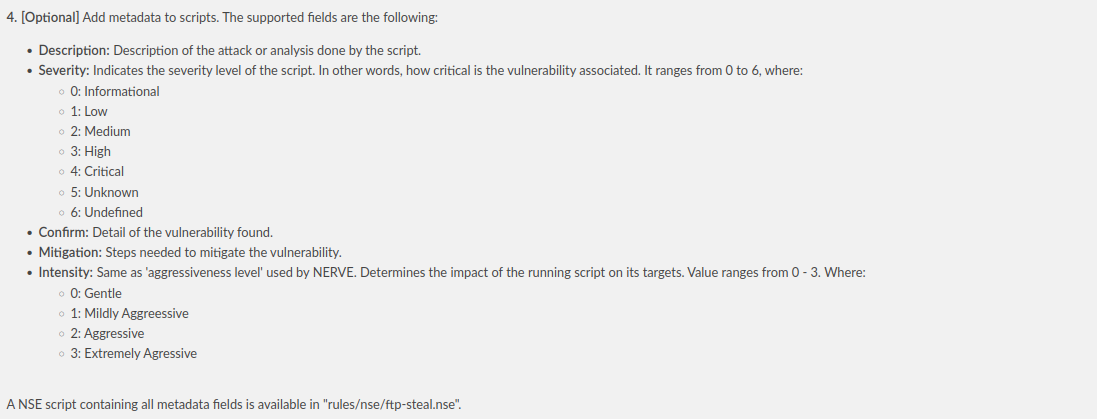 4. [Optional] Add metadata to scripts. The supported fields are the following:
• Description: Description of the attack or analysis done by the script.
• Severity: Indicates the severity level of the script. In other words, how critical is the vulnerability associated. It ranges from 0 to 6, where:
◦ 0: Informational
◦ 1: Low
◦ 2: Medium
◦ 3: High
◦ 4: Critical
◦ 5: Unknown
◦ 6: Undefined
• Confirm: Detail of the vulnerability found.
• Mitigation: Steps needed to mitigate the vulnerability.
• Intensity: Same as 'aggressiveness level' used by NERVE. Determines the impact of the running script on its targets. Value ranges from 0 - 3. Where:
◦ 0: Gentle
◦ 1: Mildly Aggreessive
◦ 2: Aggressive
◦ 3: Extremely Agressive
A NSE script containing all metadata fields is available in "rules/nse/ftp-steal.nse".